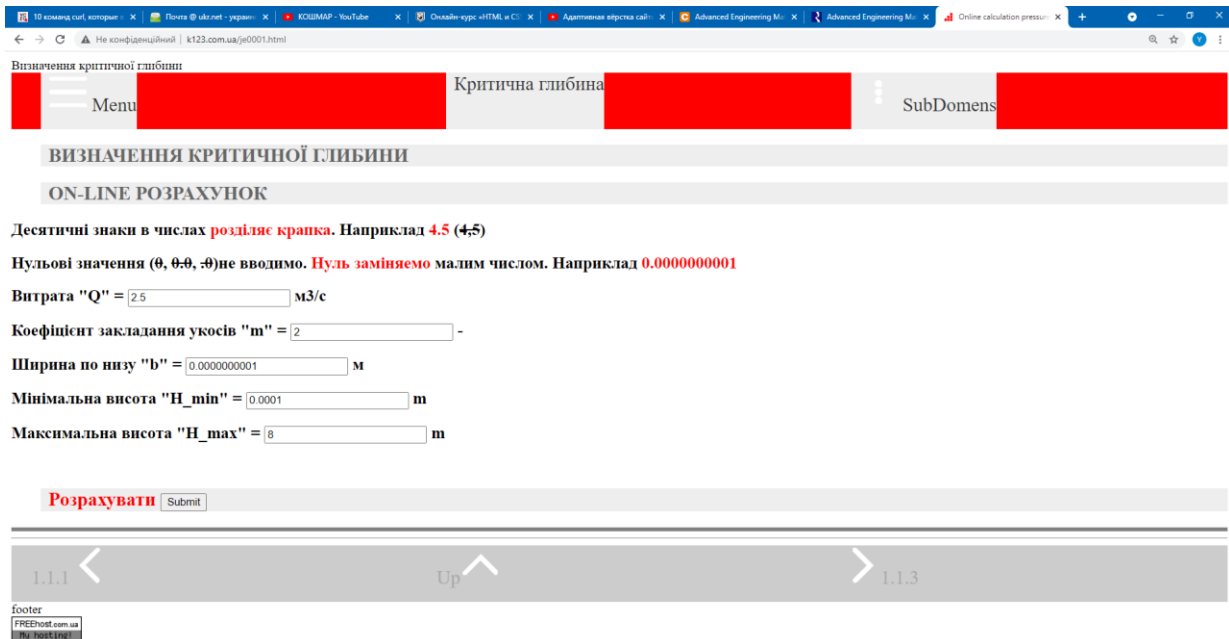 10 команд curl, которые
Почта @ ukr.net - украин
КОШМАР - YouTube
Онлайн-курс «HTML и CS
Адаптивная вёрстка сайт
Advanced Engineering Ma
Advanced Engineering Ma
Online calculation pressure
Не конфіденційний | k123.com.ua/je0001.html
Визначення критичної глибини
Menu
Критична глибина
SubDomens
ВИЗНАЧЕННЯ КРИТИЧНОЇ ГЛИБИНИ
ON-LINE РОЗРАХУНОК
Десятичні знаки в числах розділяє крапка. Наприклад 4.5 (4,5)
Нульові значення (0, 0.0, .0)не вводимо. Нуль заміняемо малим числом. Наприклад 0.0000000001
Витрата "Q" = 2.5 м3/с
Коефіцієнт закладання укосів "m" = 2 -
Ширина по низу "b" = 0.0000000001 м
Мінімальна висота "H_min" = 0.0001 m
Максимальна висота "H_max" = 8 m
Розрахувати Submit
1.1.1
Up
1.1.3
footer
FREEhost.com.ua
My hosting!